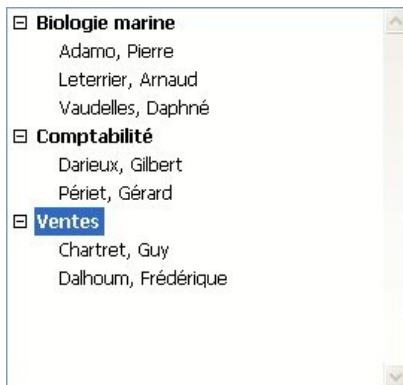 Biologie marine
Adamo, Pierre
Leterrier, Arnaud
Vaudelles, Daphné
Comptabilité
Darieux, Gilbert
Périet, Gérard
Ventes
Chartret, Guy
Dalhoum, Frédérique